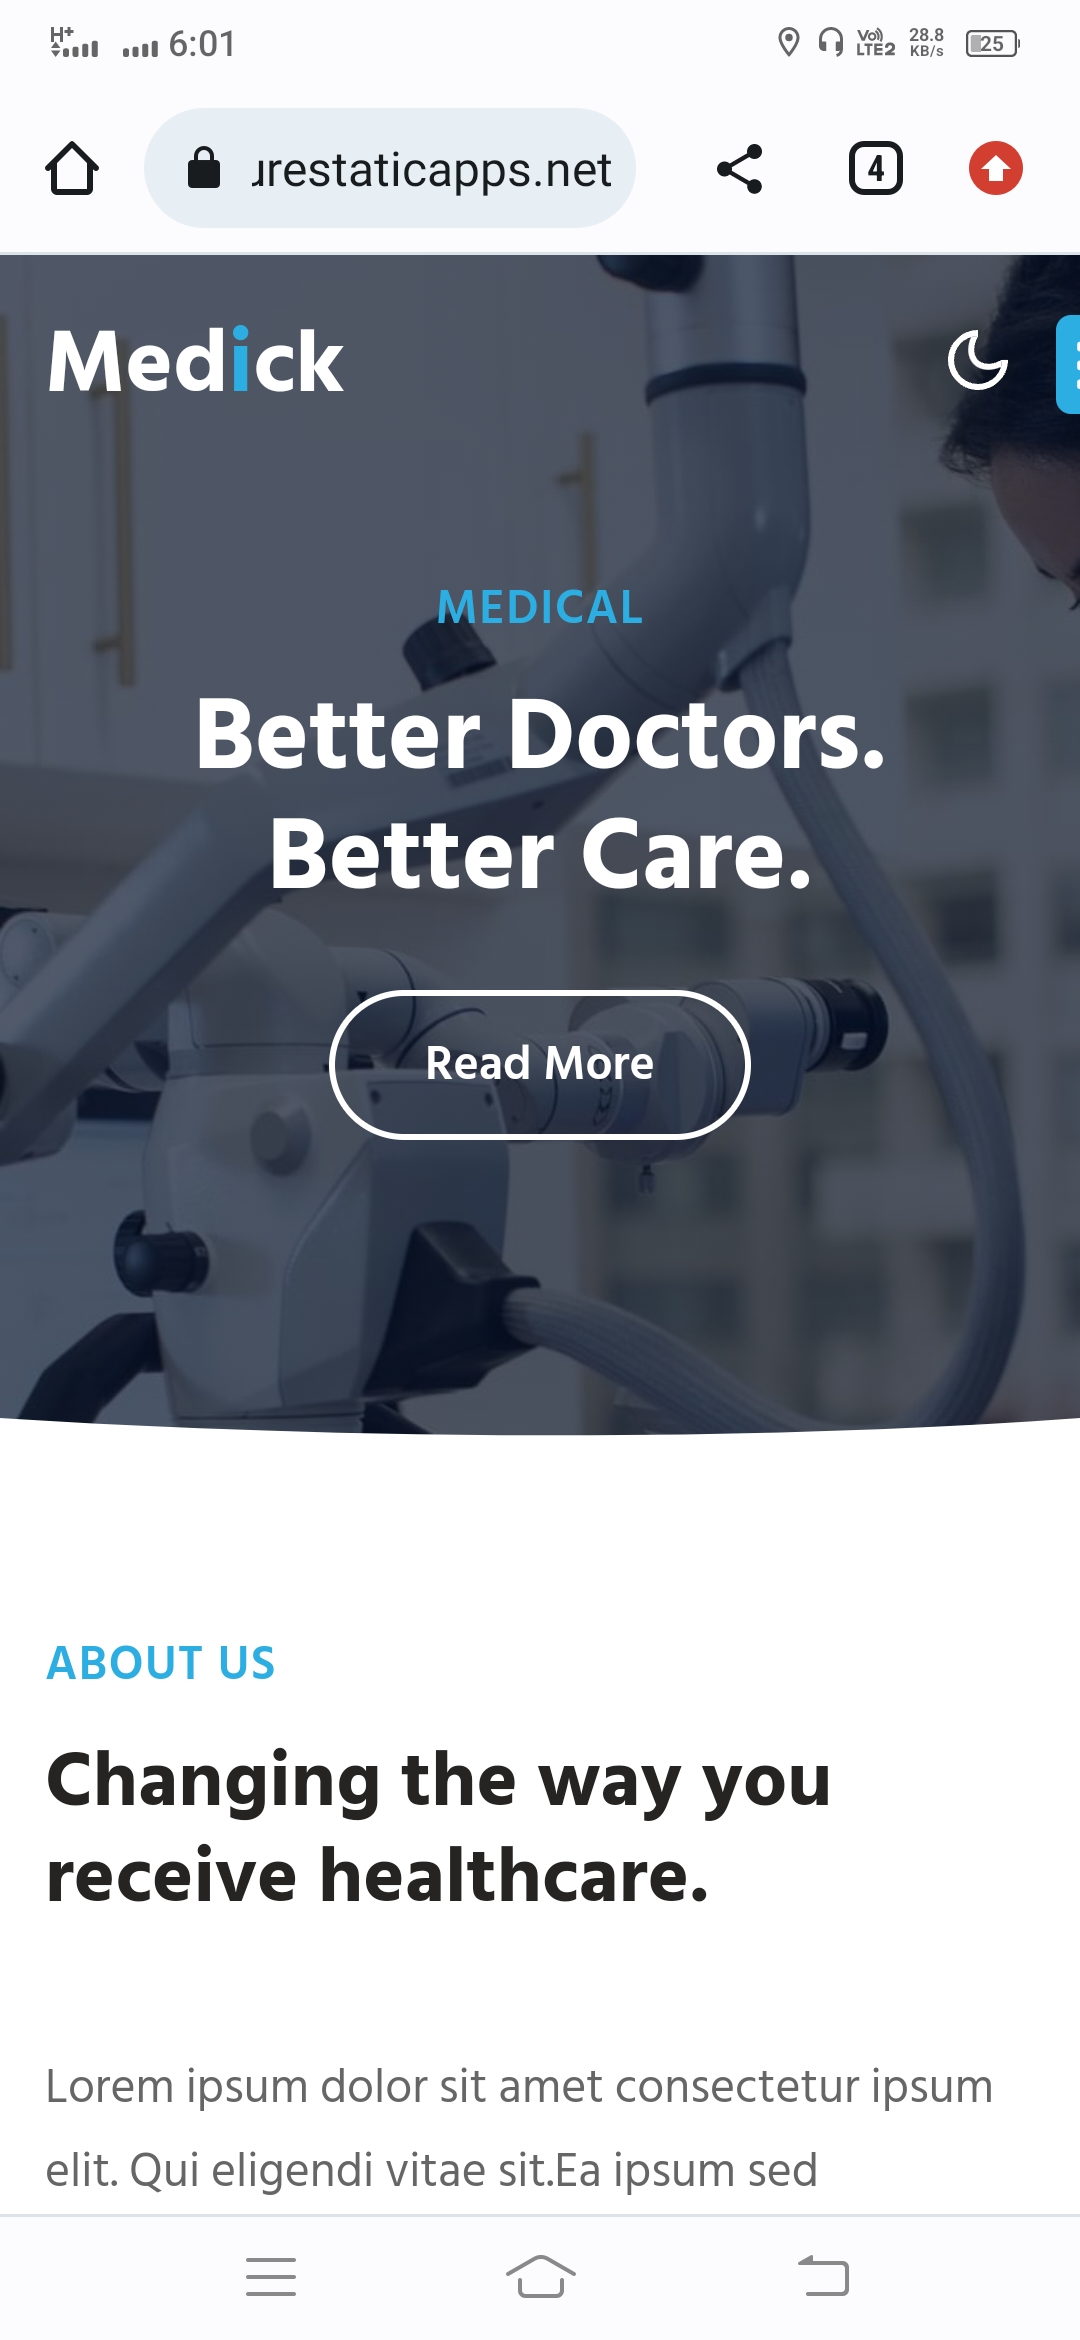 H+ 6:01 Vo)) LTE2 28.8 KB/s 25
urestaticapps.net 4
Medick
MEDICAL
Better Doctors.
Better Care.
Read More
ABOUT US
Changing the way you
receive healthcare.
Lorem ipsum dolor sit amet consectetur ipsum
elit. Qui eligendi vitae sit.Ea ipsum sed